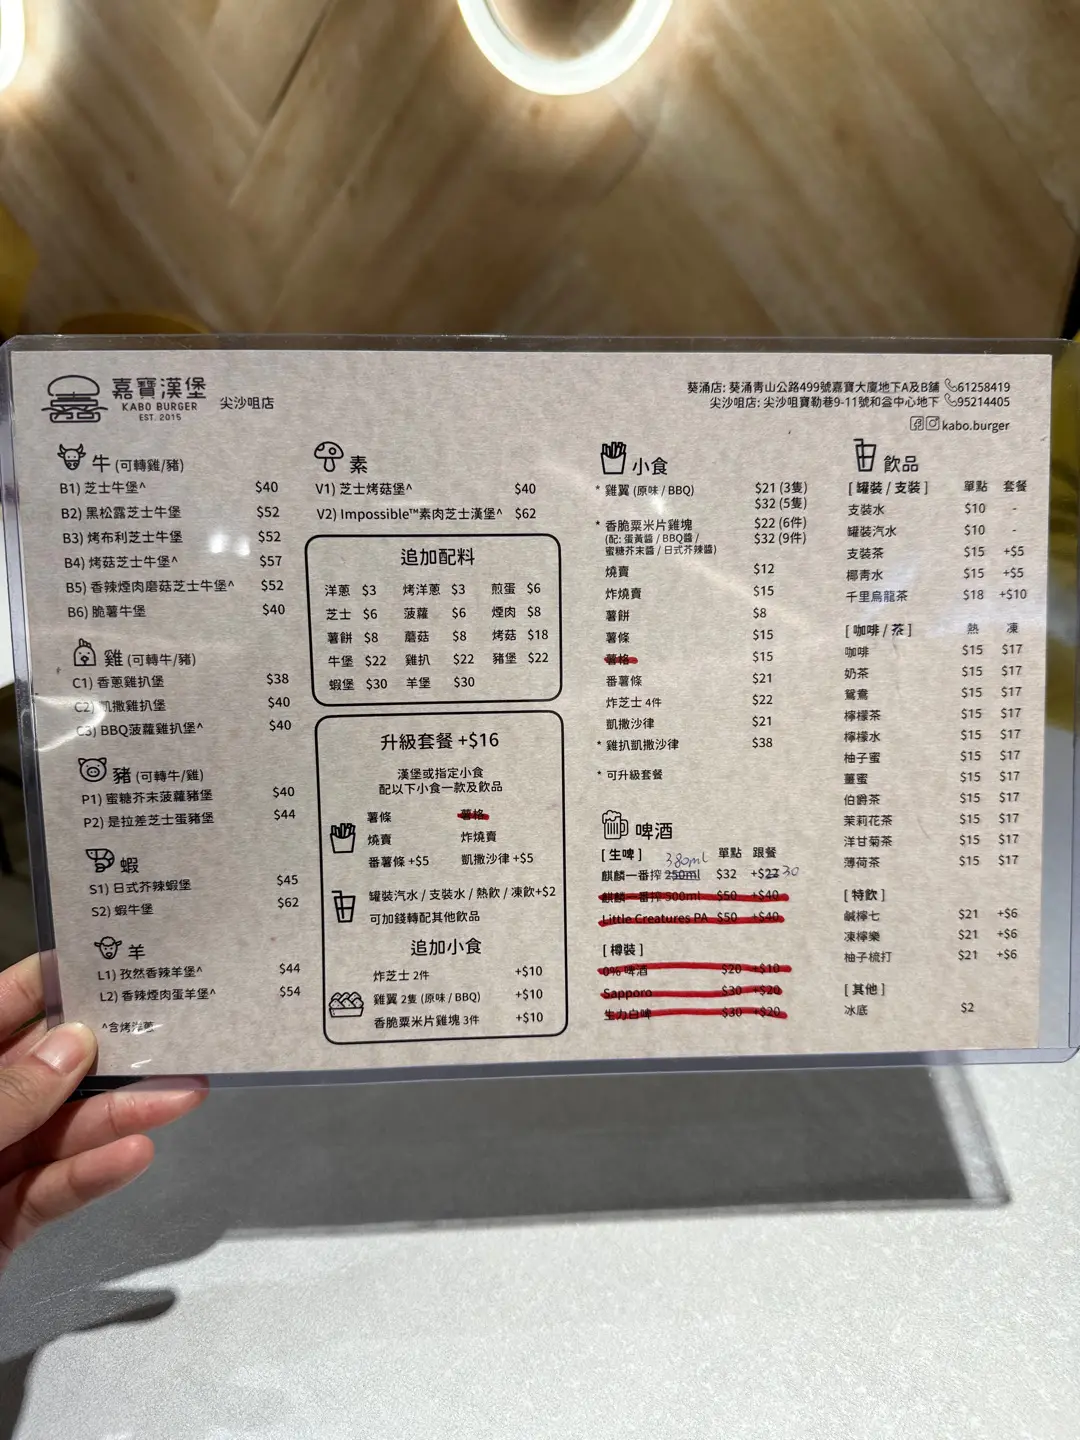 嘉寶漢堡
KABO BURGER
EST. 2015
尖沙咀店
葵涌店: 葵涌青山公路499號嘉寶大廈地下A及B舖 61258419
尖沙咀店: 尖沙咀寶勒巷9-11號和益中心地下 95214405
kabo.burger
牛 (可轉雞/豬)
B1) 芝士牛堡^ $40
B2) 黑松露芝士牛堡 $52
B3) 烤布利芝士牛堡 $52
B4) 烤菇芝士牛堡^ $57
B5) 香辣煙肉磨菇芝士牛堡^ $52
B6) 脆薯牛堡 $40
雞 (可轉牛/豬)
C1) 香蔥雞扒堡 $38
C2) 凱撒雞扒堡 $40
C3) BBQ菠蘿雞扒堡^ $40
豬 (可轉牛/雞)
P1) 蜜糖芥末菠蘿豬堡 $40
P2) 是拉差芝士蛋豬堡 $44
蝦
S1) 日式芥辣蝦堡 $45
S2) 蝦牛堡 $62
羊
L1) 孜然香辣羊堡^ $44
L2) 香辣煙肉蛋羊堡^ $54
^含烤洋蔥
素
V1) 芝士烤菇堡^ $40
V2) Impossible™素肉芝士漢堡^ $62
追加配料
洋蔥 $3 烤洋蔥 $3 煎蛋 $6
芝士 $6 菠蘿 $6 煙肉 $8
薯餅 $8 蘑菇 $8 烤菇 $18
牛堡 $22 雞扒 $22 豬堡 $22
蝦堡 $30 羊堡 $30
升級套餐 +$16
漢堡或指定小食
配以下小食一款及飲品
薯條 薯格
燒賣 炸燒賣
番薯條 +$5 凱撒沙律 +$5
罐裝汽水 / 支裝水 / 熱飲 / 凍飲+$2
可加錢轉配其他飲品
追加小食
炸芝士 2件 +$10
雞翼 2隻 (原味 / BBQ) +$10
香脆粟米片雞塊 3件 +$10
小食
* 雞翼 (原味 / BBQ) $21 (3隻)
$32 (5隻)
* 香脆粟米片雞塊 $22 (6件)
(配: 蛋黃醬 / BBQ醬 / $32 (9件)
蜜糖芥末醬 / 日式芥辣醬)
燒賣 $12
炸燒賣 $15
薯餅 $8
薯條 $15
薯格 $15
番薯條 $21
炸芝士 4件 $22
凱撒沙律 $21
* 雞扒凱撒沙律 $38
* 可升級套餐
啤酒
[ 生啤 ] 單點 跟餐
380ml
麒麟一番搾 250ml $32 +$22 30
麒麟一番搾 500ml $50 +$40
Little Creatures PA $50 +$40
[ 樽裝 ]
0% 啤酒 $20 +$10
Sapporo $30 +$20
生力白啤 $30 +$20
飲品
[ 罐裝 / 支裝 ] 單點 套餐
支裝水 $10 -
罐裝汽水 $10 -
支裝茶 $15 +$5
椰青水 $15 +$5
千里烏龍茶 $18 +$10
[ 咖啡 / 茶 ] 熱 凍
咖啡 $15 $17
奶茶 $15 $17
鴛鴦 $15 $17
檸檬茶 $15 $17
檸檬水 $15 $17
柚子蜜 $15 $17
薑蜜 $15 $17
伯爵茶 $15 $17
茉莉花茶 $15 $17
洋甘菊茶 $15 $17
薄荷茶 $15 $17
[ 特飲 ]
鹹檸七 $21 +$6
凍檸樂 $21 +$6
柚子梳打 $21 +$6
[ 其他 ]
冰底 $2